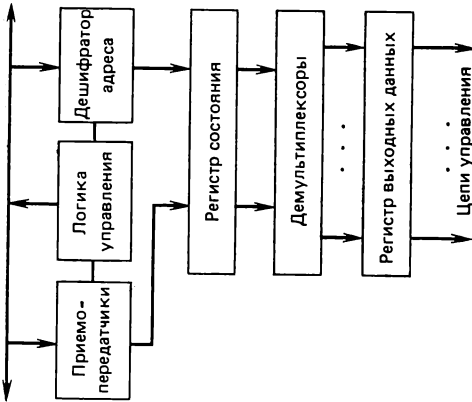 Приемо-
передатчики
Логика
управления
Дешифратор
адреса
Регистр состояния
Демультиплексоры
Регистр выходных данных
Цепи управления